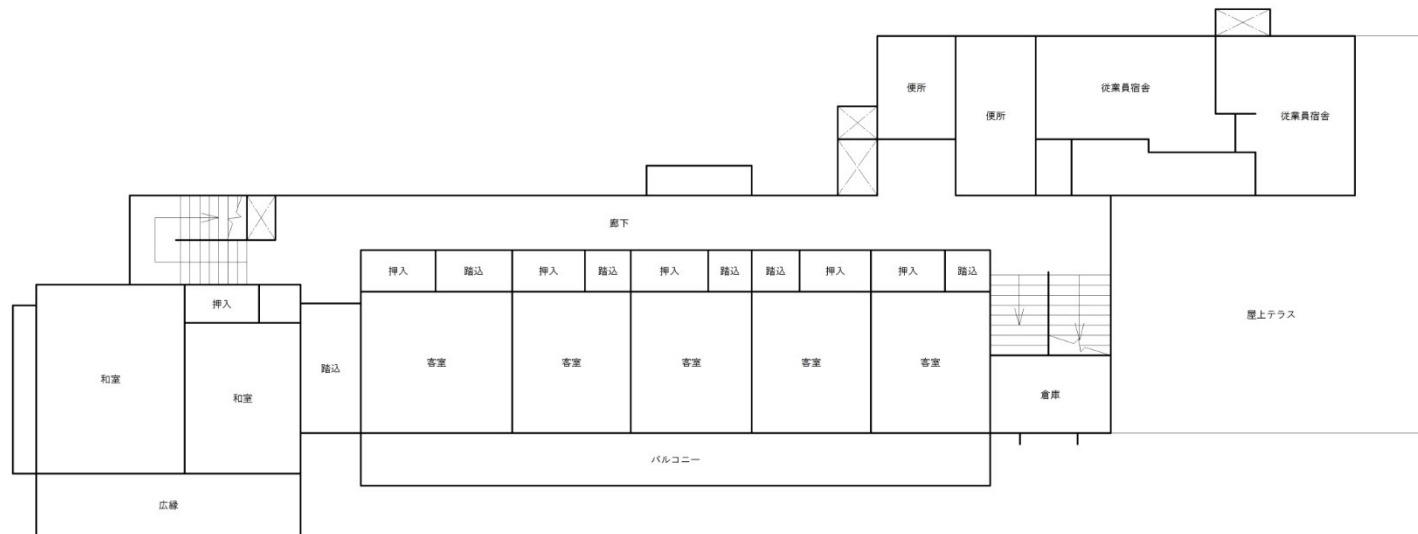 便所
便所
従業員宿舎
従業員宿舎
廊下
押入
踏込
押入
踏込
押入
踏込
踏込
押入
押入
踏込
押入
屋上テラス
和室
和室
踏込
客室
客室
客室
客室
客室
倉庫
バルコニー
広縁